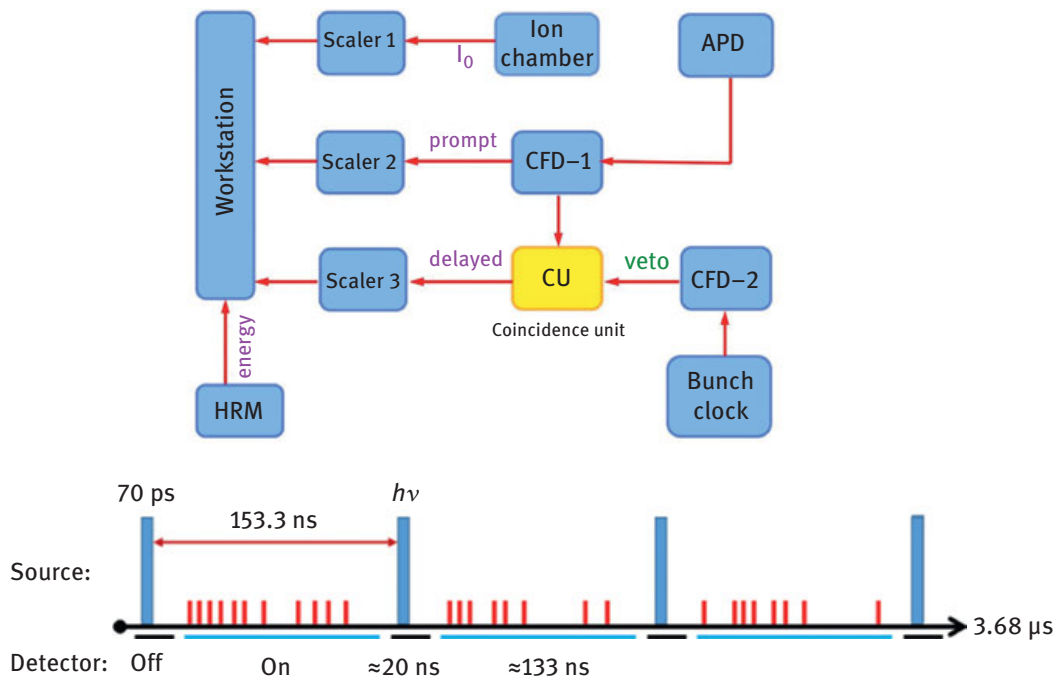 Scaler 1
I₀
Ion
chamber
APD
Workstation
Scaler 2
prompt
CFD–1
Scaler 3
delayed
CU
veto
CFD–2
Coincidence unit
energy
HRM
Bunch
clock
70 ps
hν
153.3 ns
Source:
3.68 µs
Detector: Off On ≈20 ns ≈133 ns